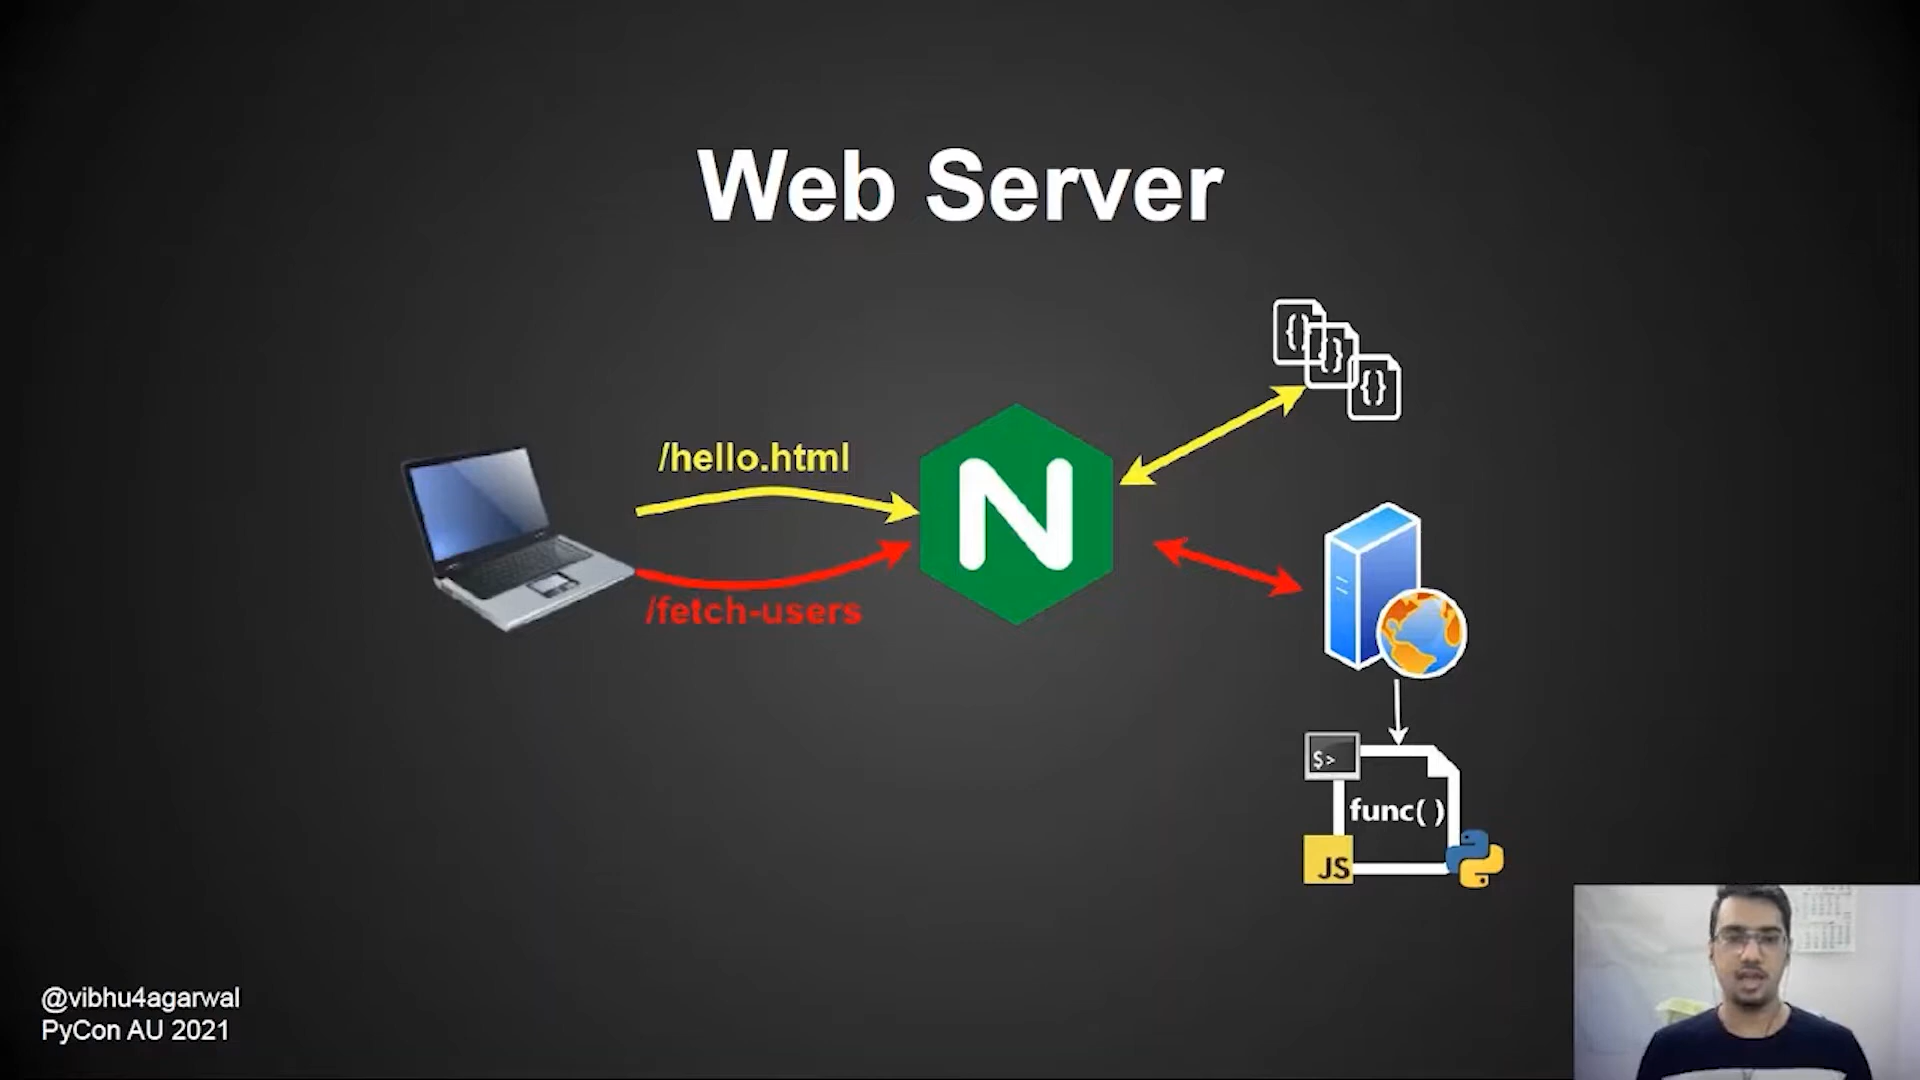 Web Server
{}
{}
{}
/hello.html
N
/fetch-users
$>
func( )
JS
@vibhu4agarwal
PyCon AU 2021